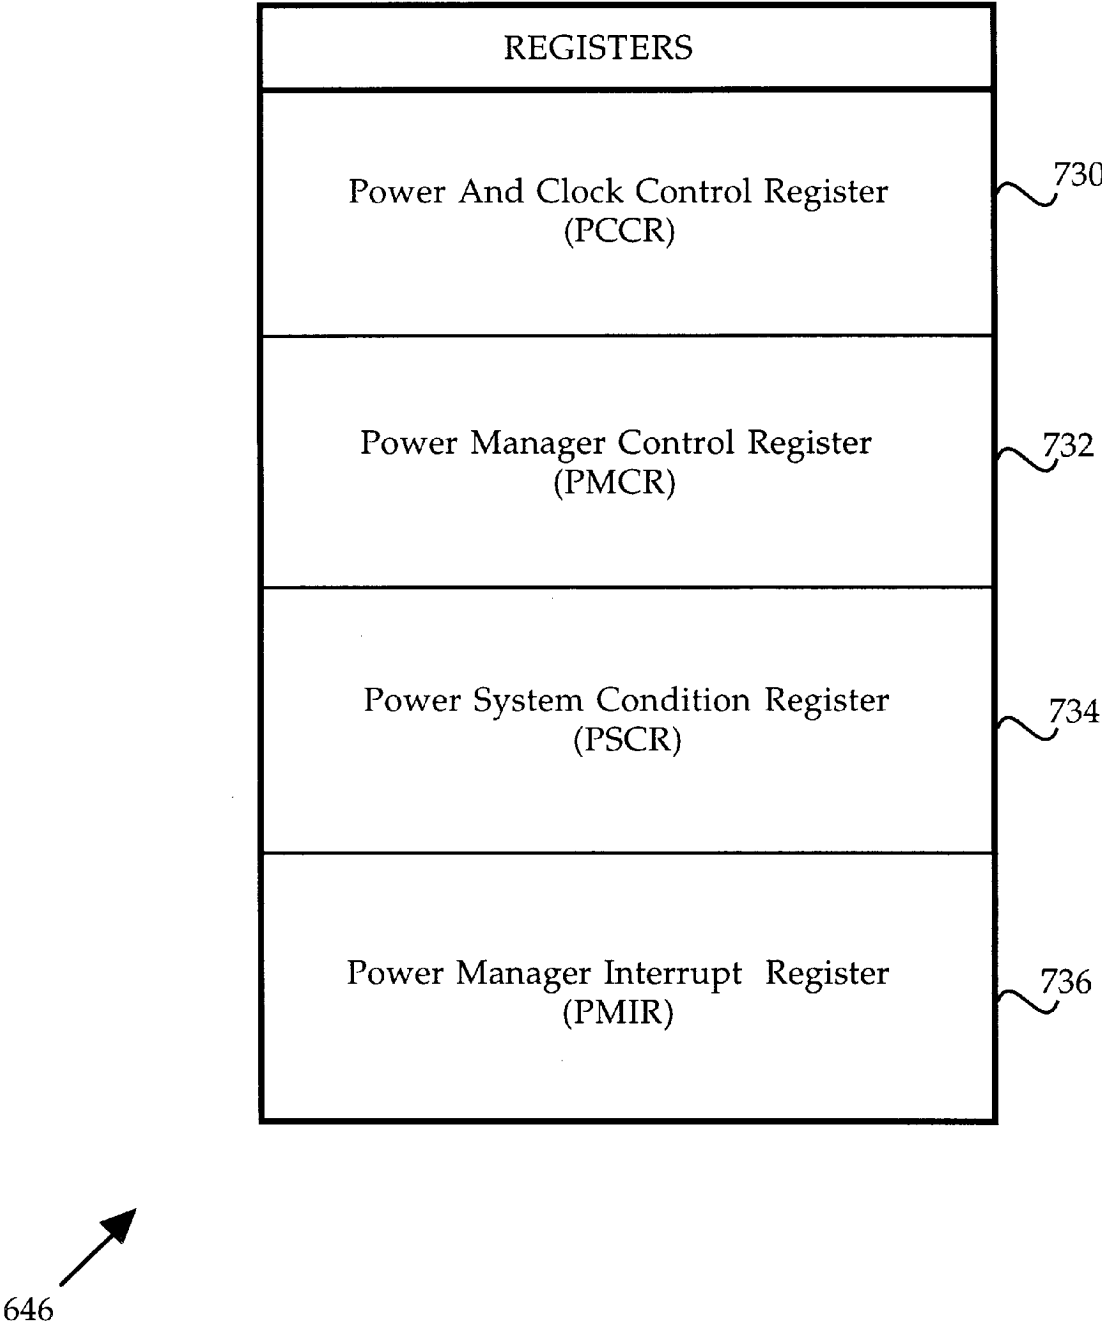 REGISTERS
Power And Clock Control Register
(PCCR)
730
Power Manager Control Register
(PMCR)
732
Power System Condition Register
(PSCR)
734
Power Manager Interrupt Register
(PMIR)
736
646